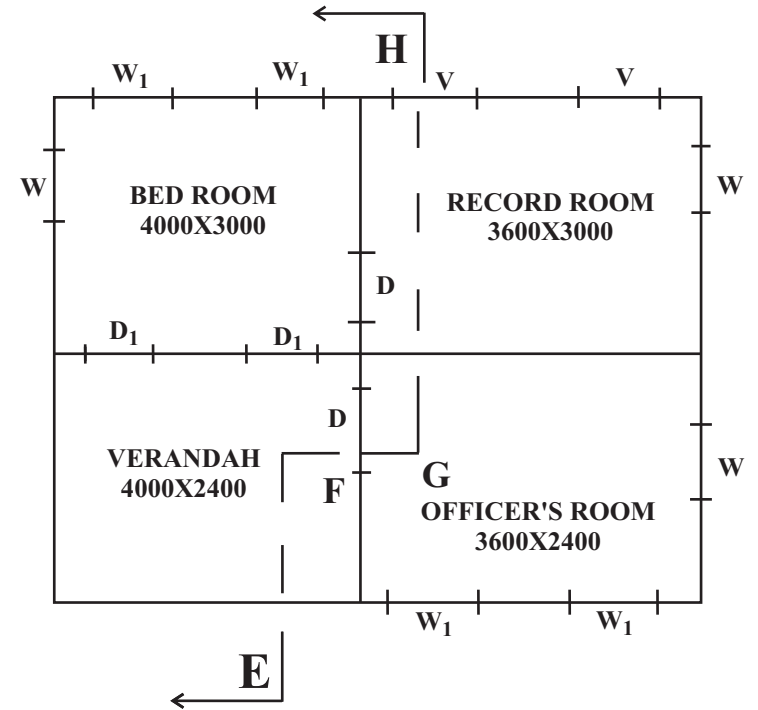 H
W1
W1
V
V
W
BED ROOM
4000X3000
RECORD ROOM
3600X3000
W
D
D1
D1
D
VERANDAH
4000X2400
F
G
W
OFFICER'S ROOM
3600X2400
W1
W1
E